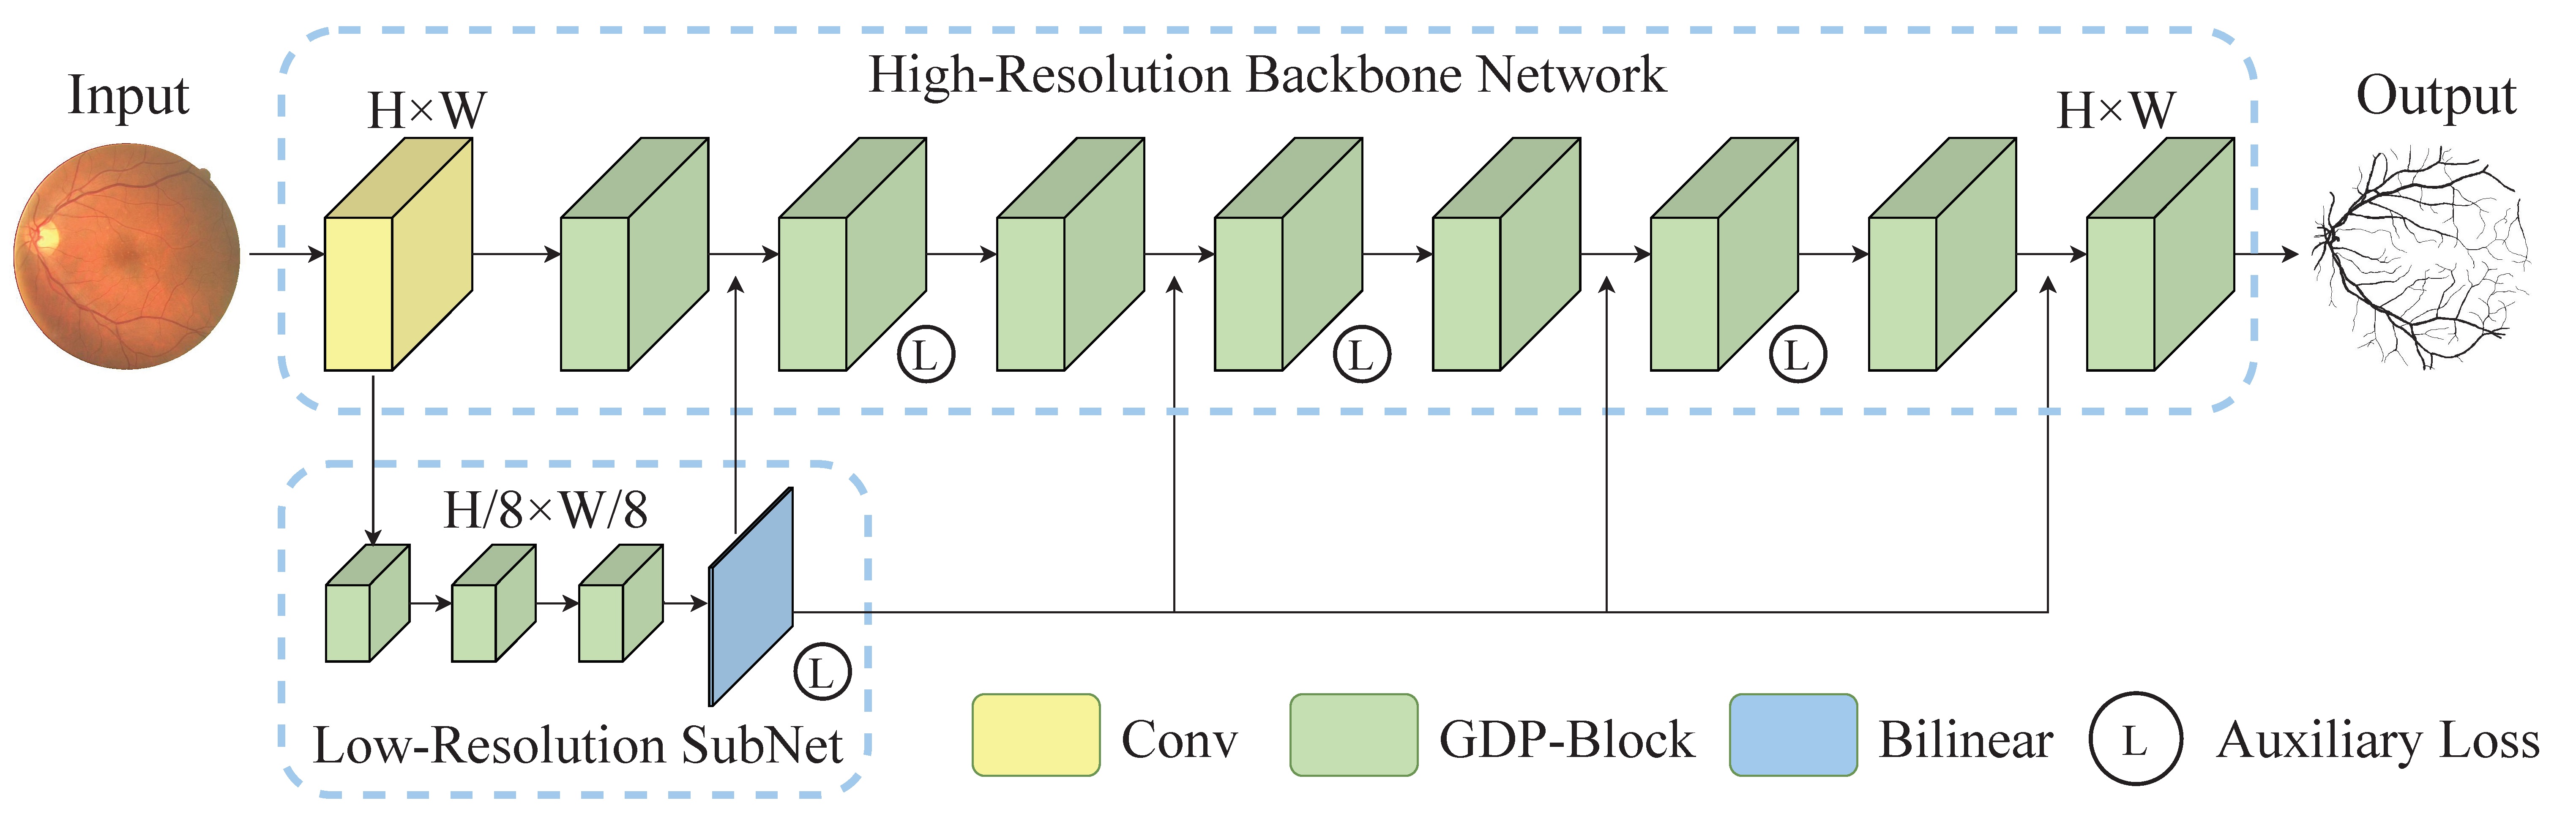 High-Resolution Backbone Network
Input
H×W
H×W
Output
L
L
L
H/8×W/8
L
Low-Resolution SubNet
Conv
GDP-Block
Bilinear
L
Auxiliary Loss